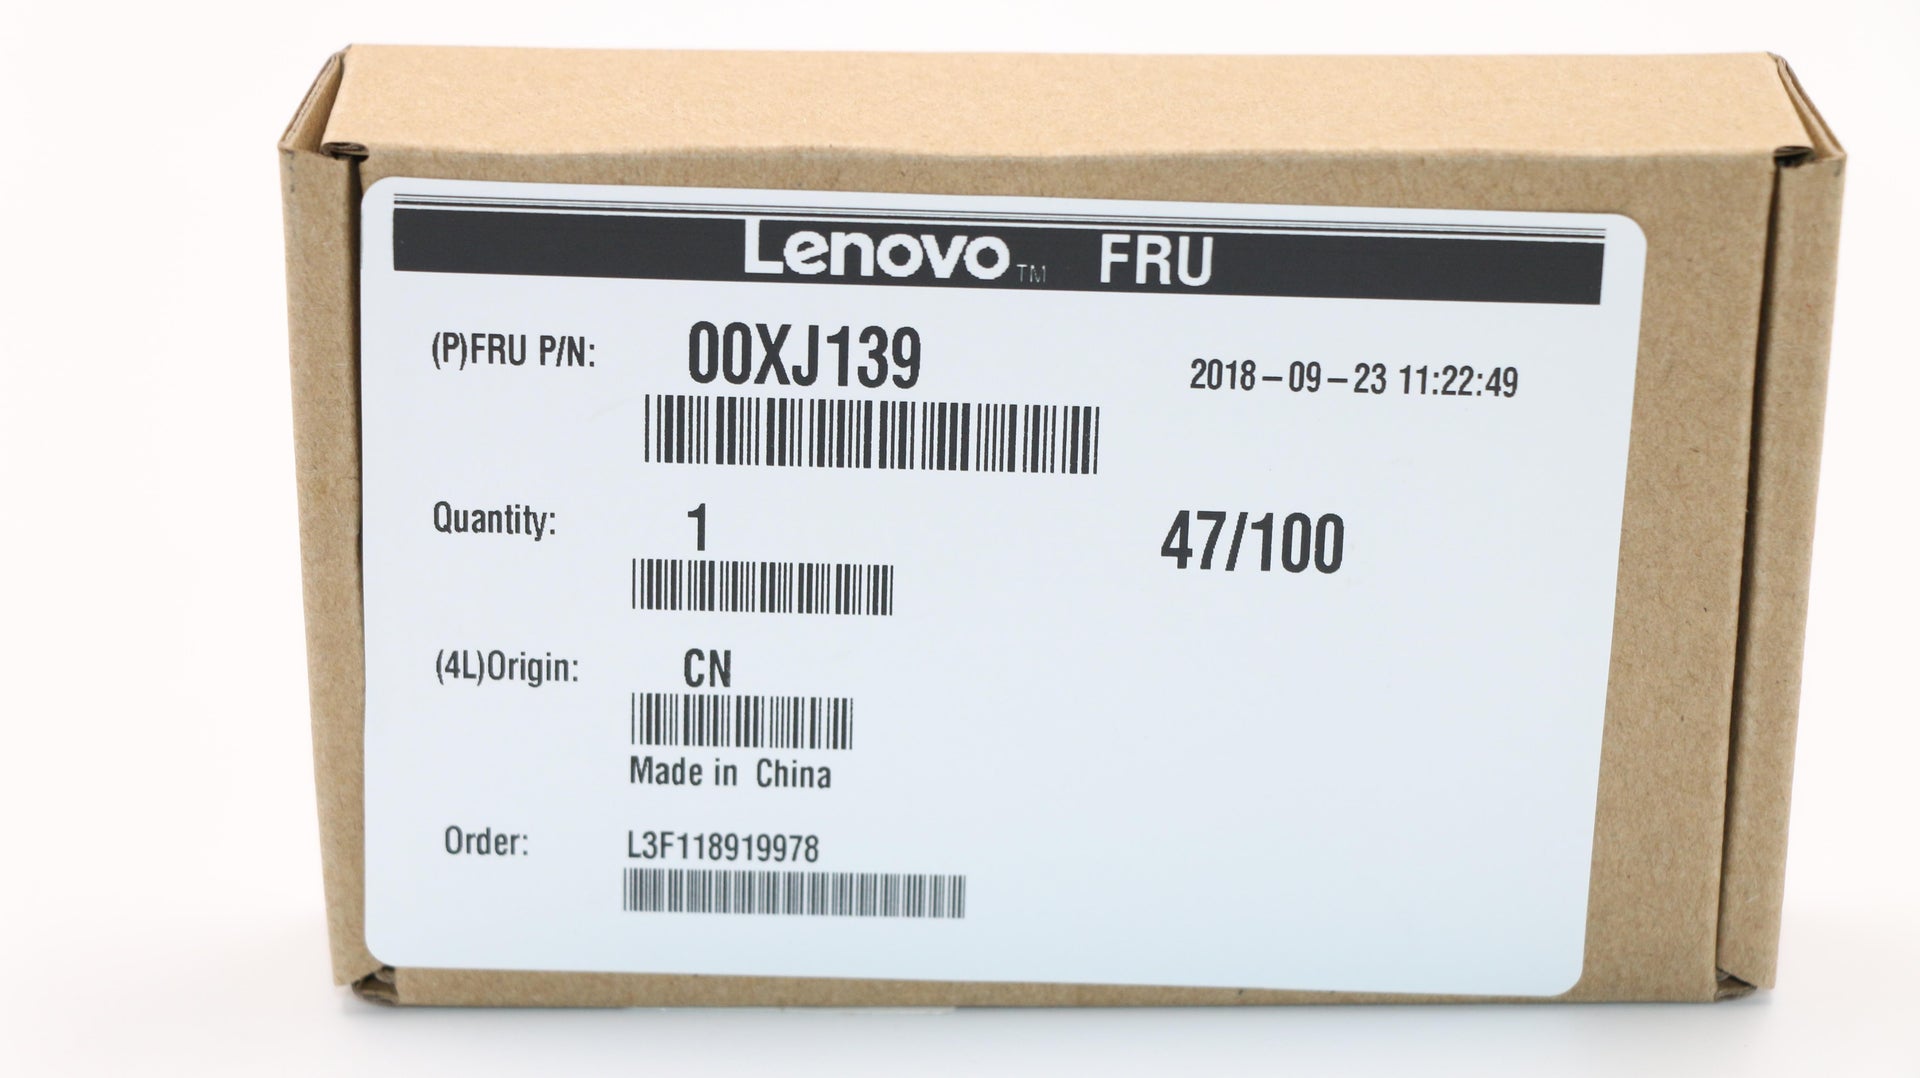 Lenovo™ FRU
(P)FRU P/N: 00XJ139
2018-09-23 11:22:49
Quantity: 1
47/100
(4L)Origin: CN
Made in China
Order: L3F118919978